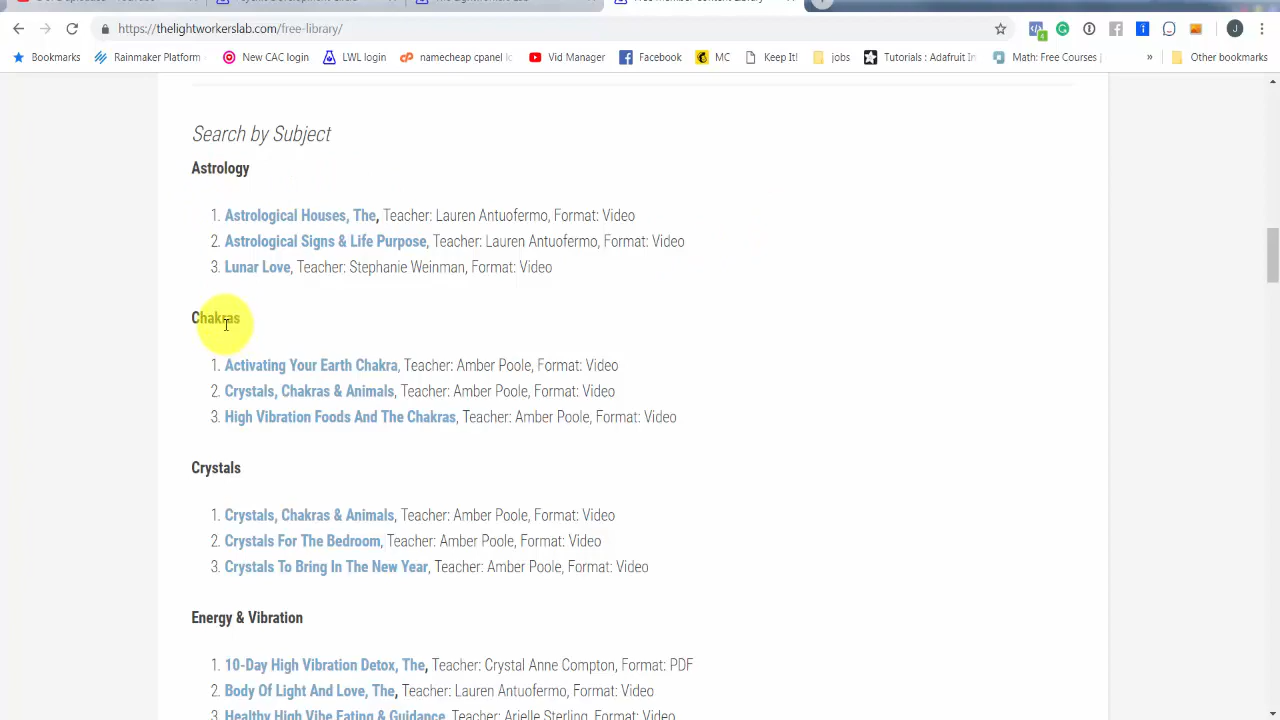 https://thelightworkerslab.com/free-library/
Bookmarks
Rainmaker Platform
New CAC login
LWL login
namecheap cpanel lo
Vid Manager
Facebook
MC
Keep It!
jobs
Tutorials : Adafruit In
Math: Free Courses
»
Other bookmarks
Search by Subject
Astrology
1. Astrological Houses, The, Teacher: Lauren Antuofermo, Format: Video
2. Astrological Signs & Life Purpose, Teacher: Lauren Antuofermo, Format: Video
3. Lunar Love, Teacher: Stephanie Weinman, Format: Video
Chakras
1. Activating Your Earth Chakra, Teacher: Amber Poole, Format: Video
2. Crystals, Chakras & Animals, Teacher: Amber Poole, Format: Video
3. High Vibration Foods And The Chakras, Teacher: Amber Poole, Format: Video
Crystals
1. Crystals, Chakras & Animals, Teacher: Amber Poole, Format: Video
2. Crystals For The Bedroom, Teacher: Amber Poole, Format: Video
3. Crystals To Bring In The New Year, Teacher: Amber Poole, Format: Video
Energy & Vibration
1. 10-Day High Vibration Detox, The, Teacher: Crystal Anne Compton, Format: PDF
2. Body Of Light And Love, The, Teacher: Lauren Antuofermo, Format: Video
3. Healthy High Vibe Eating & Guidance, Teacher: Arielle Sterling, Format: Video